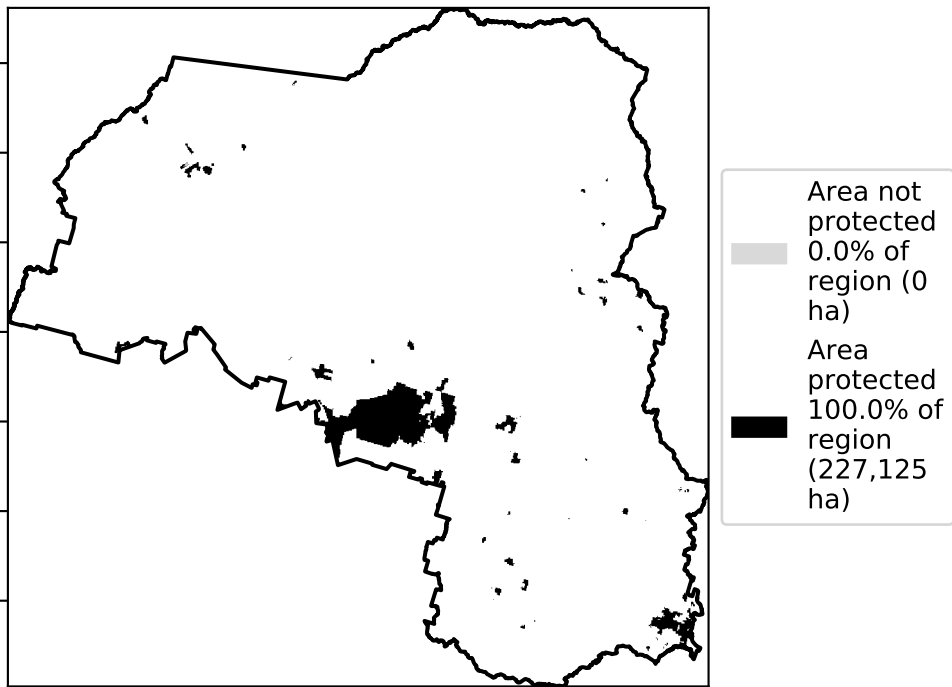 Area not
protected
0.0% of
region (0
ha)
Area
protected
100.0% of
region
(227,125
ha)